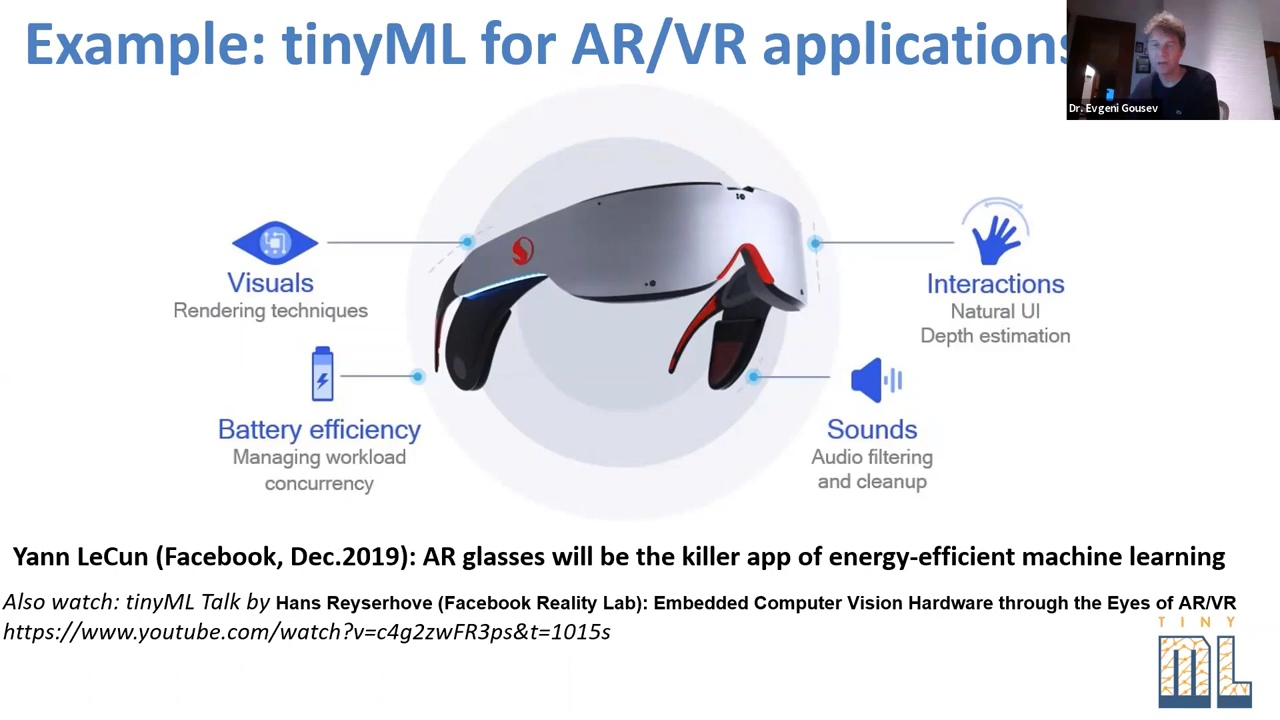 Example: tinyML for AR/VR applications
Dr. Evgeni Gousev
Visuals
Rendering techniques
Interactions
Natural UI
Depth estimation
Battery efficiency
Managing workload
concurrency
Sounds
Audio filtering
and cleanup
Yann LeCun (Facebook, Dec.2019): AR glasses will be the killer app of energy-efficient machine learning
Also watch: tinyML Talk by Hans Reyserhove (Facebook Reality Lab): Embedded Computer Vision Hardware through the Eyes of AR/VR
https://www.youtube.com/watch?v=c4g2zwFR3ps&t=1015s
TINY
ML